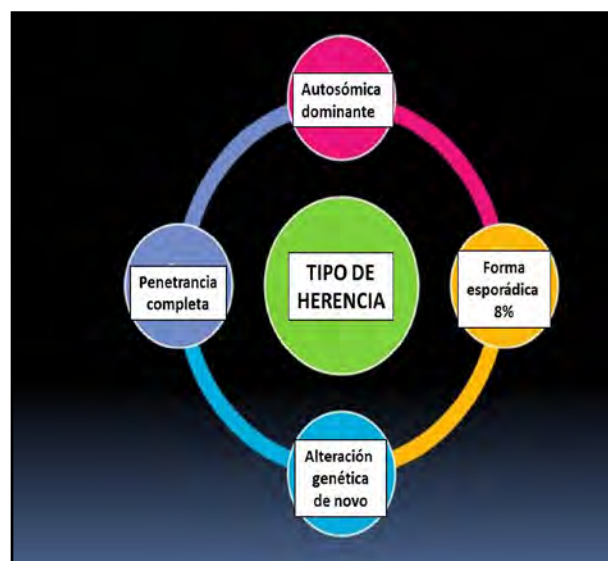 Autosómica
dominante
Penetrancia
completa
TIPO DE
HERENCIA
Forma
esporádica
8%
Alteración
genética
de novo